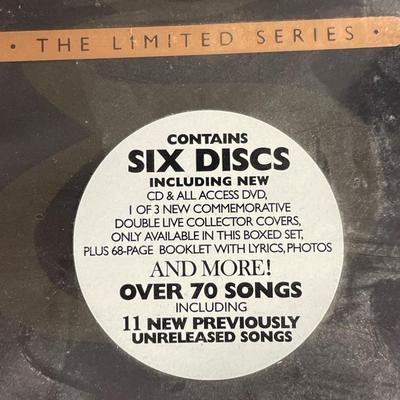 • THE LIMITED SERIES •
CONTAINS
SIX DISCS
INCLUDING NEW
CD & ALL ACCESS DVD,
1 OF 3 NEW COMMEMORATIVE
DOUBLE LIVE COLLECTOR COVERS,
ONLY AVAILABLE IN THIS BOXED SET,
PLUS 68-PAGE BOOKLET WITH LYRICS, PHOTOS
AND MORE!
OVER 70 SONGS
INCLUDING
11 NEW PREVIOUSLY
UNRELEASED SONGS